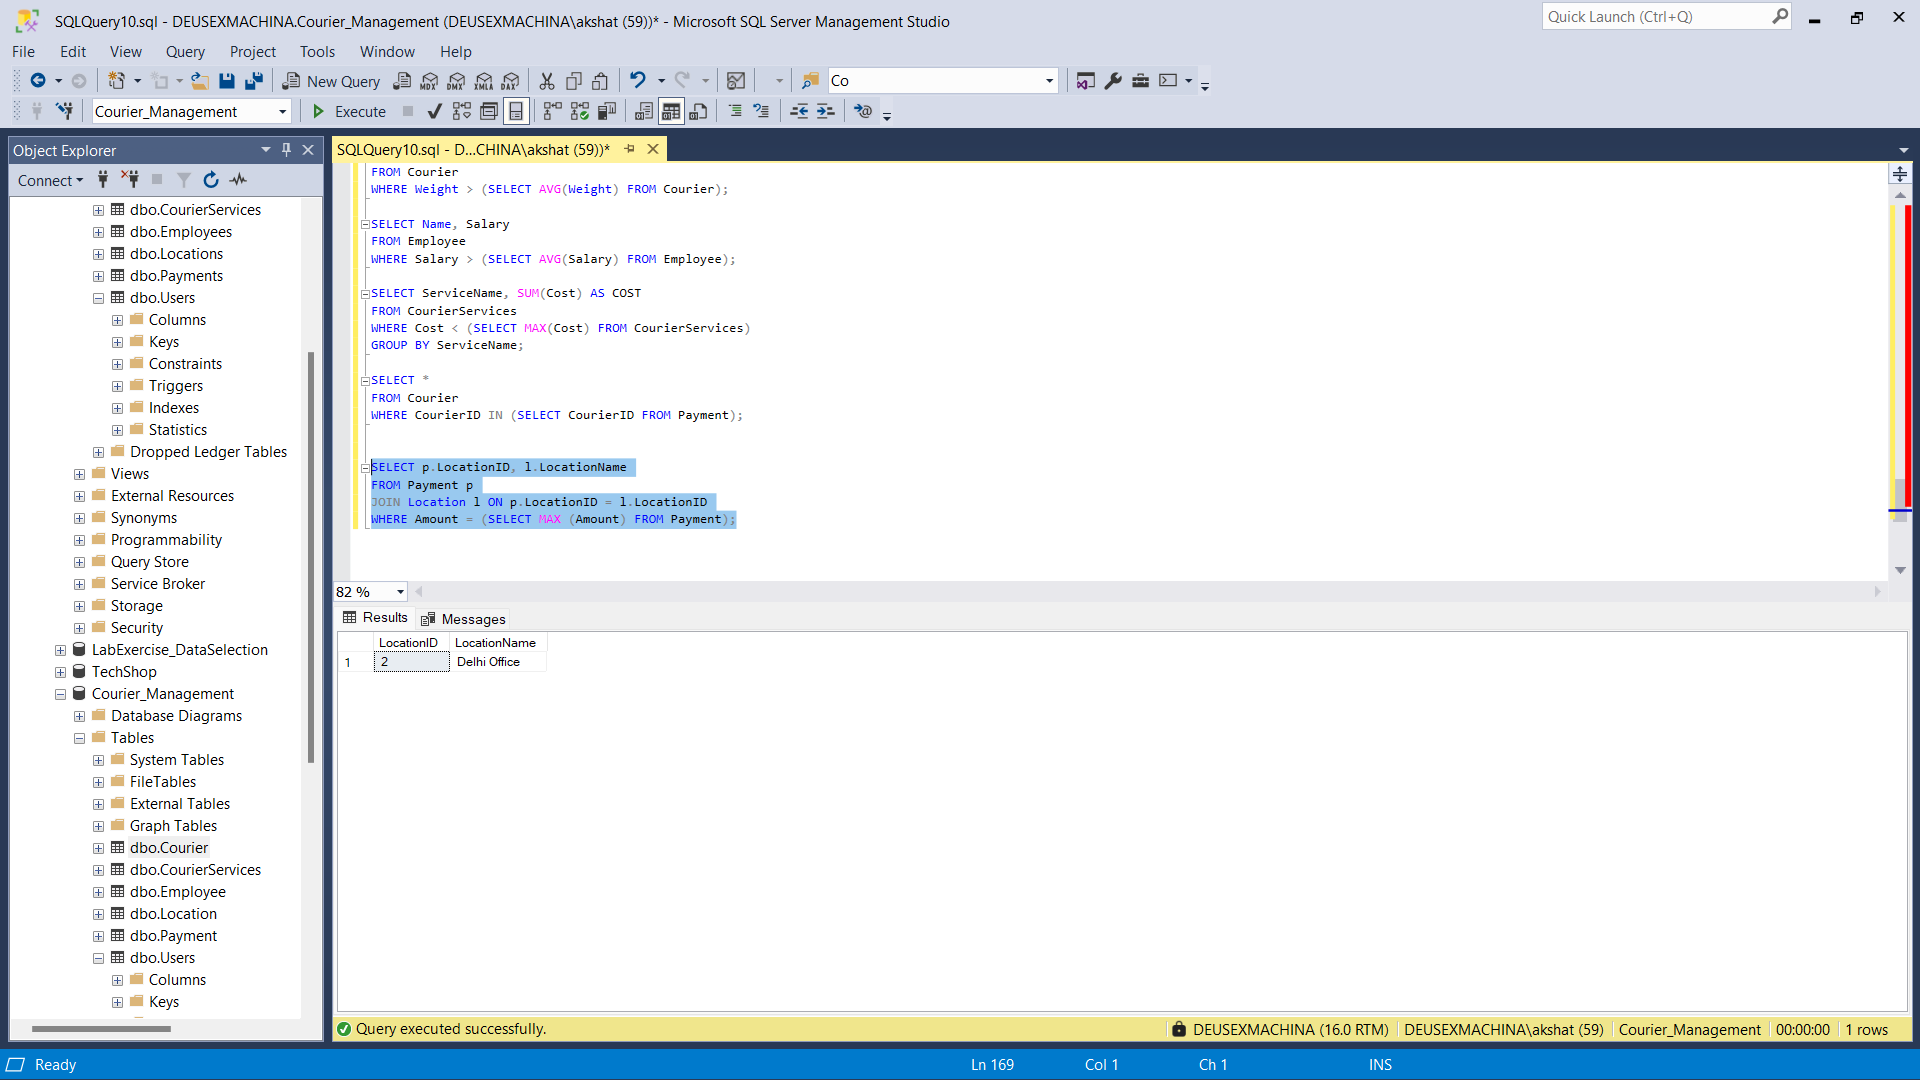 SQLQuery10.sql - DEUSEXMACHINA.Courier_Management (DEUSEXMACHINA\akshat (59))* - Microsoft SQL Server Management Studio
Quick Launch (Ctrl+Q)
File Edit View Query Project Tools Window Help
New Query MDX DMX XMLA DAX Co
Courier_Management Execute
Object Explorer
Connect
dbo.CourierServices
dbo.Employees
dbo.Locations
dbo.Payments
dbo.Users
Columns
Keys
Constraints
Triggers
Indexes
Statistics
Dropped Ledger Tables
Views
External Resources
Synonyms
Programmability
Query Store
Service Broker
Storage
Security
LabExercise_DataSelection
TechShop
Courier_Management
Database Diagrams
Tables
System Tables
FileTables
External Tables
Graph Tables
dbo.Courier
dbo.CourierServices
dbo.Employee
dbo.Location
dbo.Payment
dbo.Users
Columns
Keys
SQLQuery10.sql - D...CHINA\akshat (59))*
FROM Courier
WHERE Weight > (SELECT AVG(Weight) FROM Courier);
SELECT Name, Salary
FROM Employee
WHERE Salary > (SELECT AVG(Salary) FROM Employee);
SELECT ServiceName, SUM(Cost) AS COST
FROM CourierServices
WHERE Cost < (SELECT MAX(Cost) FROM CourierServices)
GROUP BY ServiceName;
SELECT *
FROM Courier
WHERE CourierID IN (SELECT CourierID FROM Payment);
SELECT p.LocationID, l.LocationName
FROM Payment p
JOIN Location l ON p.LocationID = l.LocationID
WHERE Amount = (SELECT MAX (Amount) FROM Payment);
82 %
Results Messages
LocationID LocationName
1 2 Delhi Office
Query executed successfully.
DEUSEXMACHINA (16.0 RTM) DEUSEXMACHINA\akshat (59) Courier_Management 00:00:00 1 rows
Ready Ln 169 Col 1 Ch 1 INS